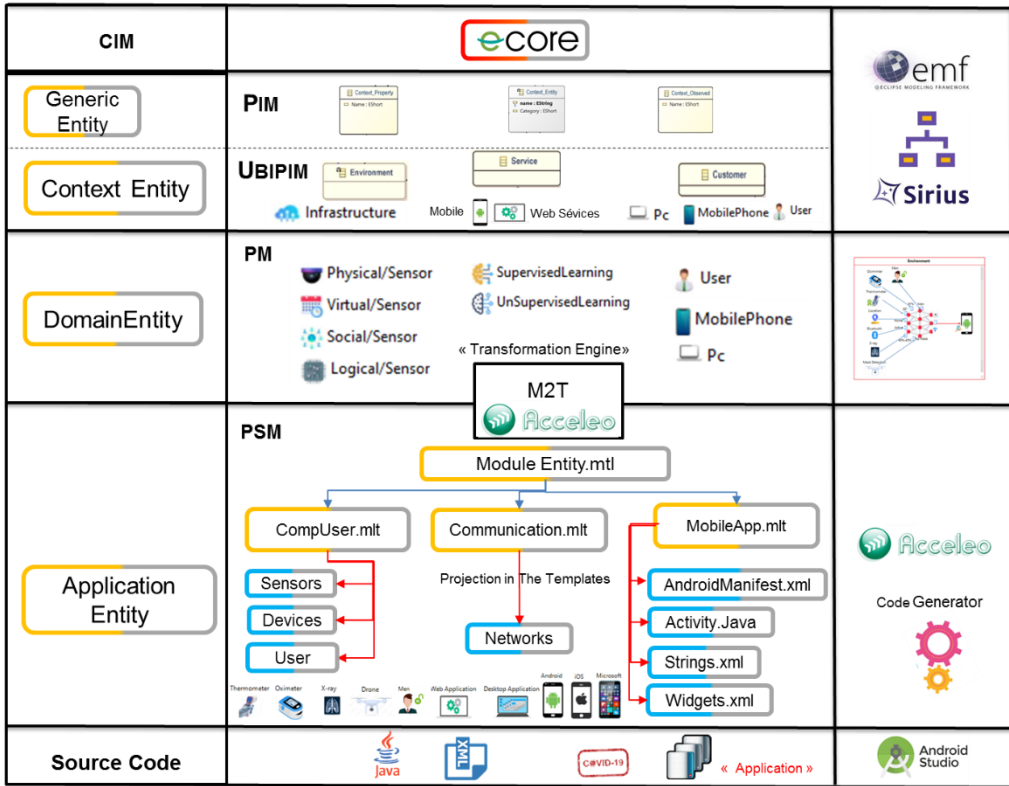 CIM
ecore
emf
ECLIPSE MODELING FRAMEWORK
Generic
Entity
PIM
Context_Property
Name : EShort
Context_Entity
name : EString
Category : EShort
Context_Observed
Name : EShort
Context Entity
UBIPIM
Environment
Service
Customer
Infrastructure
Mobile
Web Sévices
Pc
MobilePhone
User
Sirius
DomainEntity
PM
Physical/Sensor
Virtual/Sensor
Social/Sensor
Logical/Sensor
SupervisedLearning
UnSupervisedLearning
User
MobilePhone
Pc
« Transformation Engine»
Environment
M2T
Acceleo
Application
Entity
PSM
Module Entity.mtl
CompUser.mlt
Communication.mlt
MobileApp.mlt
Sensors
Devices
User
Projection in The Templates
Networks
AndroidManifest.xml
Activity.Java
Strings.xml
Widgets.xml
Thermometer
Oximeter
X-ray
Drone
Men
Web Application
Desktop Application
Android
iOS
Microsoft
Acceleo
Code Generator
Source Code
Java
XML
C#VID-19
« Application »
Android
Studio